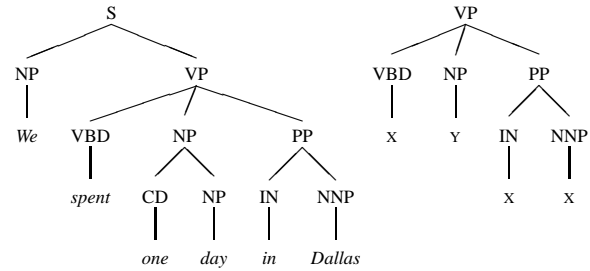 S VP
NP VP VBD NP PP
We VBD NP PP X Y IN NNP
spent CD NP IN NNP X X
one day in Dallas